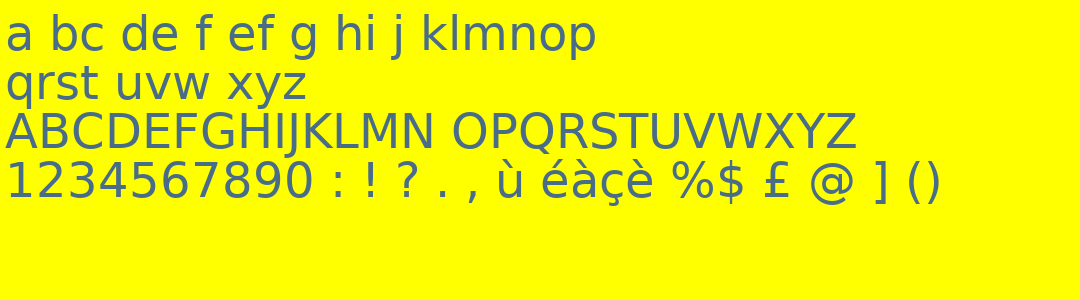 a bc de f ef g hi j klmnop
qrst uvw xyz
ABCDEFGHIJKLMN OPQRSTUVWXYZ
1234567890 : ! ? . , ù éàçè %$ £ @ ] ()